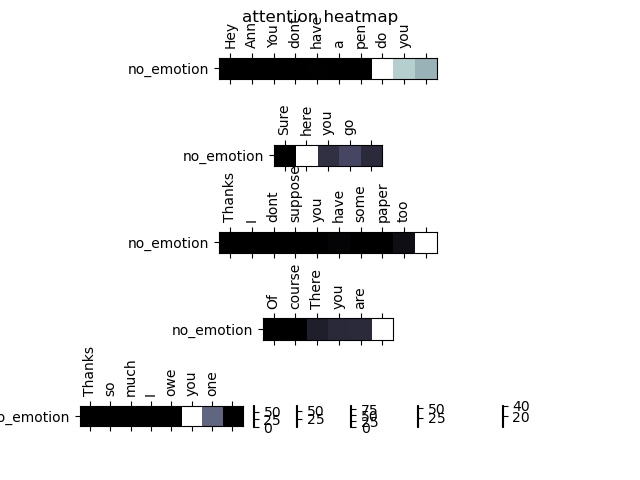 attention heatmap
Hey Ann You dont have a pen do you
no_emotion
Sure here you go
no_emotion
Thanks I dont suppose you have some paper too
no_emotion
Of course There you are
no_emotion
Thanks so much I owe you one
o_emotion
50 25 0
50 25
75 50 25 0
50 25
40 20